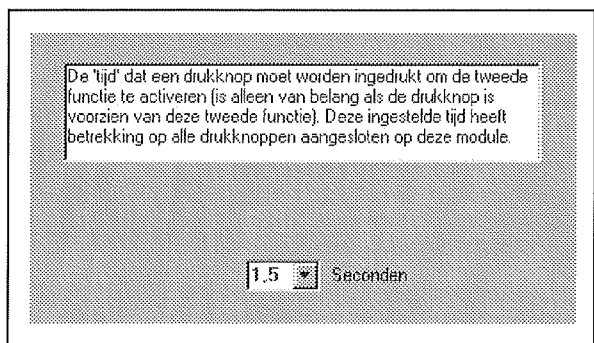 De 'tijd' dat een drukknop moet worden ingedrukt om de tweede
functie te activeren (is alleen van belang als de drukknop is
voorzien van deze tweede functie). Deze ingestelde tijd heeft
betrekking op alle drukknoppen aangesloten op deze module.
1,5 Seconden